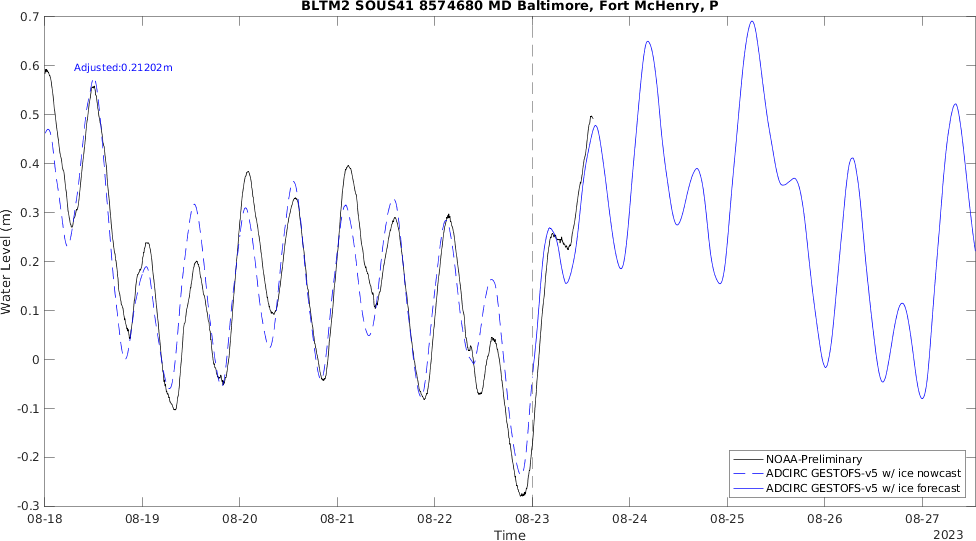 BLTM2 SOUS41 8574680 MD Baltimore, Fort McHenry, P
Adjusted:0.21202m
Water Level (m)
0.7
0.6
0.5
0.4
0.3
0.2
0.1
0
-0.1
-0.2
-0.3
08-18 08-19 08-20 08-21 08-22 08-23 08-24 08-25 08-26 08-27
Time
2023
NOAA-Preliminary
ADCIRC GESTOFS-v5 w/ ice nowcast
ADCIRC GESTOFS-v5 w/ ice forecast